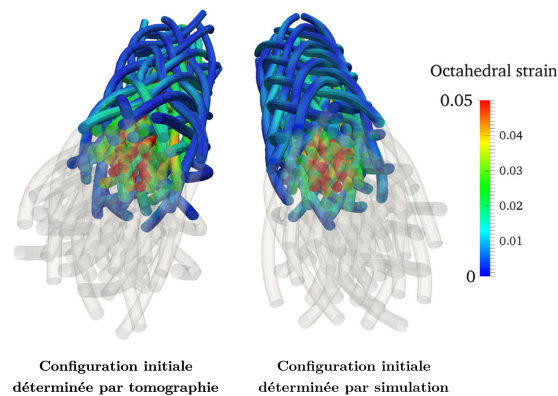 Octahedral strain
0.05
0.04
0.03
0.02
0.01
0
Configuration initiale
déterminée par tomographie
Configuration initiale
déterminée par simulation